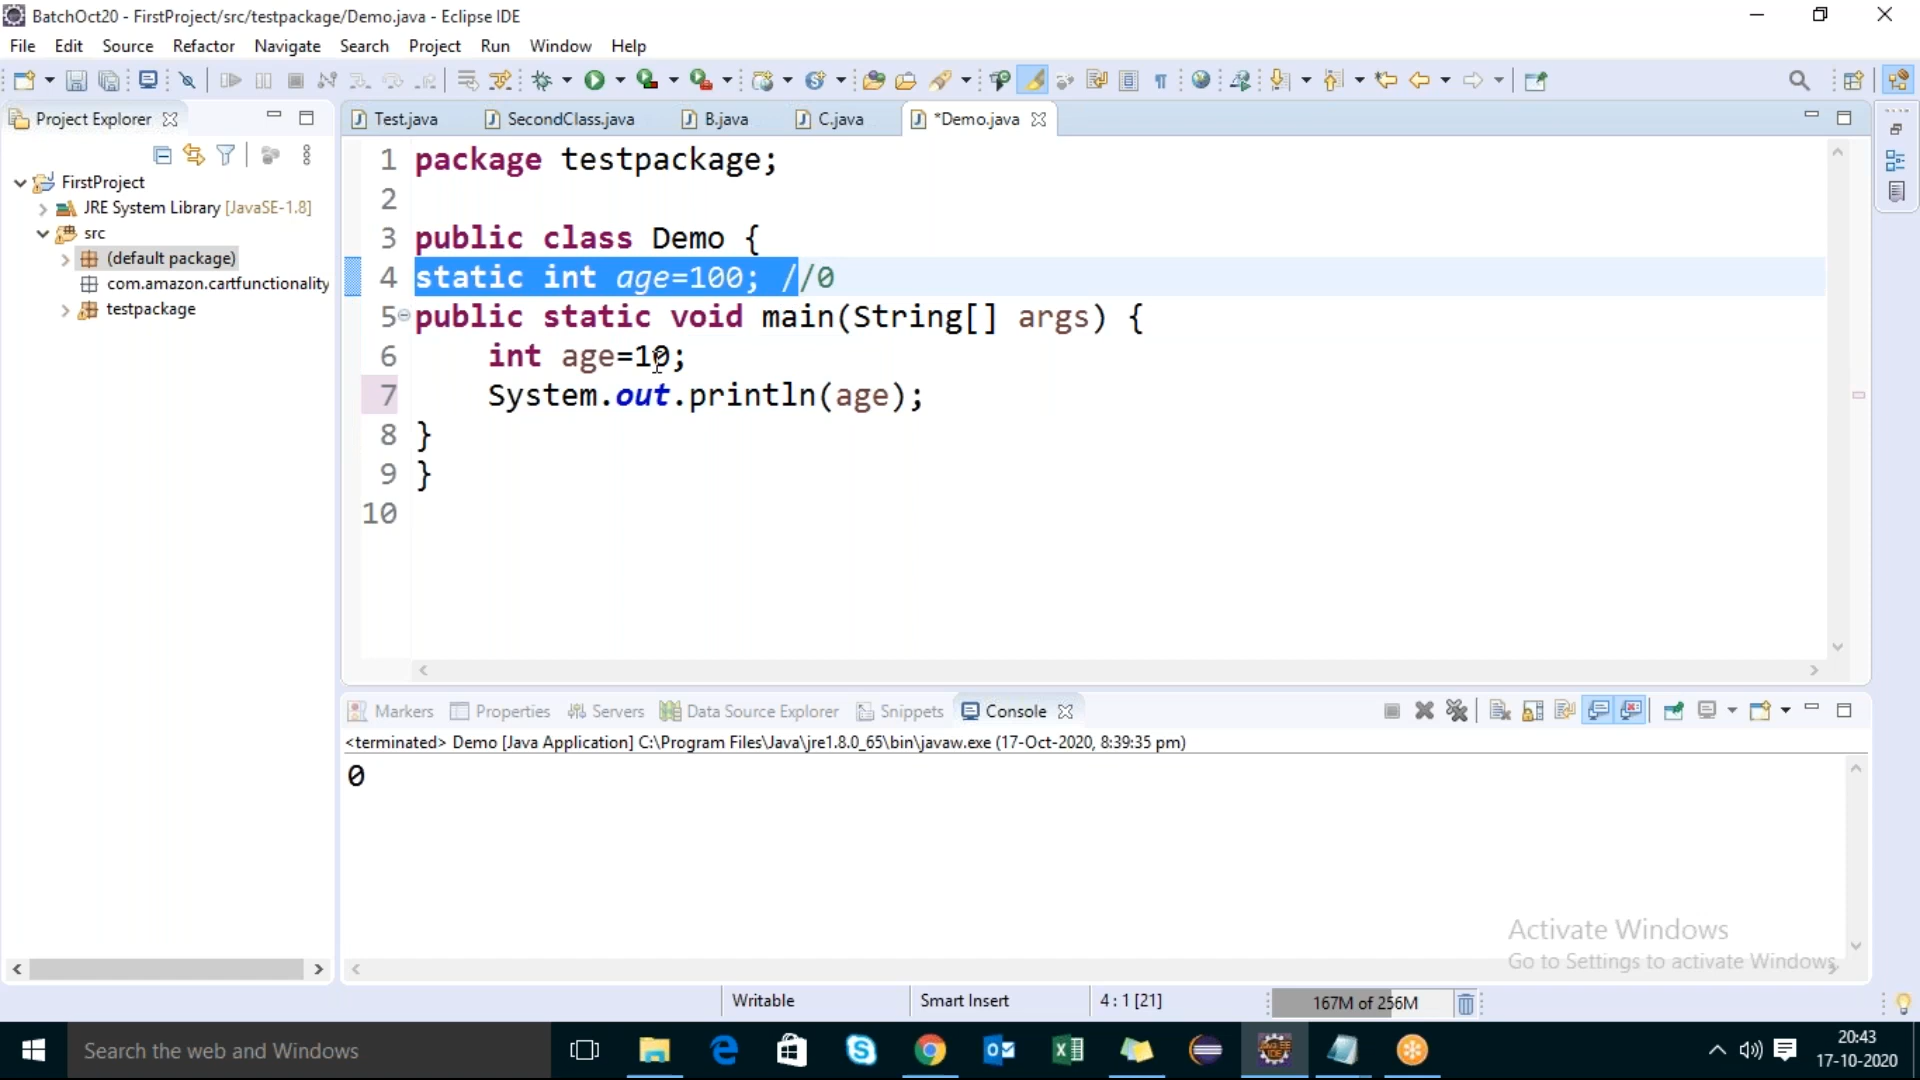 BatchOct20 - FirstProject/src/testpackage/Demo.java - Eclipse IDE
File Edit Source Refactor Navigate Search Project Run Window Help
Project Explorer
Test.java SecondClass.java B.java C.java *Demo.java
FirstProject
JRE System Library [JavaSE-1.8]
src
(default package)
com.amazon.cartfunctionality
testpackage
1 package testpackage;
2
3 public class Demo {
4 static int age=100; //0
5 public static void main(String[] args) {
6 int age=10;
7 System.out.println(age);
8 }
9 }
10
Markers Properties Servers Data Source Explorer Snippets Console
<terminated> Demo [Java Application] C:\Program Files\Java\jre1.8.0_65\bin\javaw.exe (17-Oct-2020, 8:39:35 pm)
0
Activate Windows
Go to Settings to activate Windows.
Writable Smart Insert 4 : 1 [21] 167M of 256M
Search the web and Windows
20:43
17-10-2020